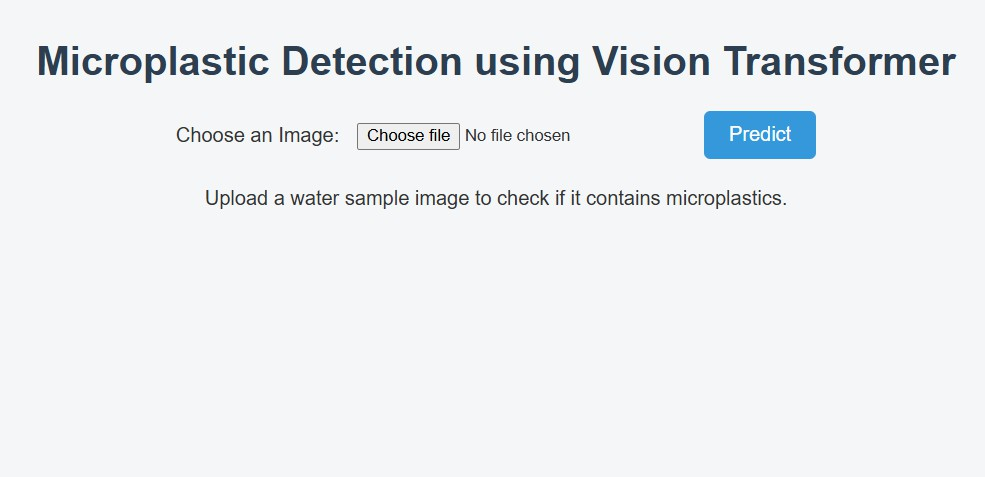 Microplastic Detection using Vision Transformer
Choose an Image: Choose file No file chosen Predict
Upload a water sample image to check if it contains microplastics.